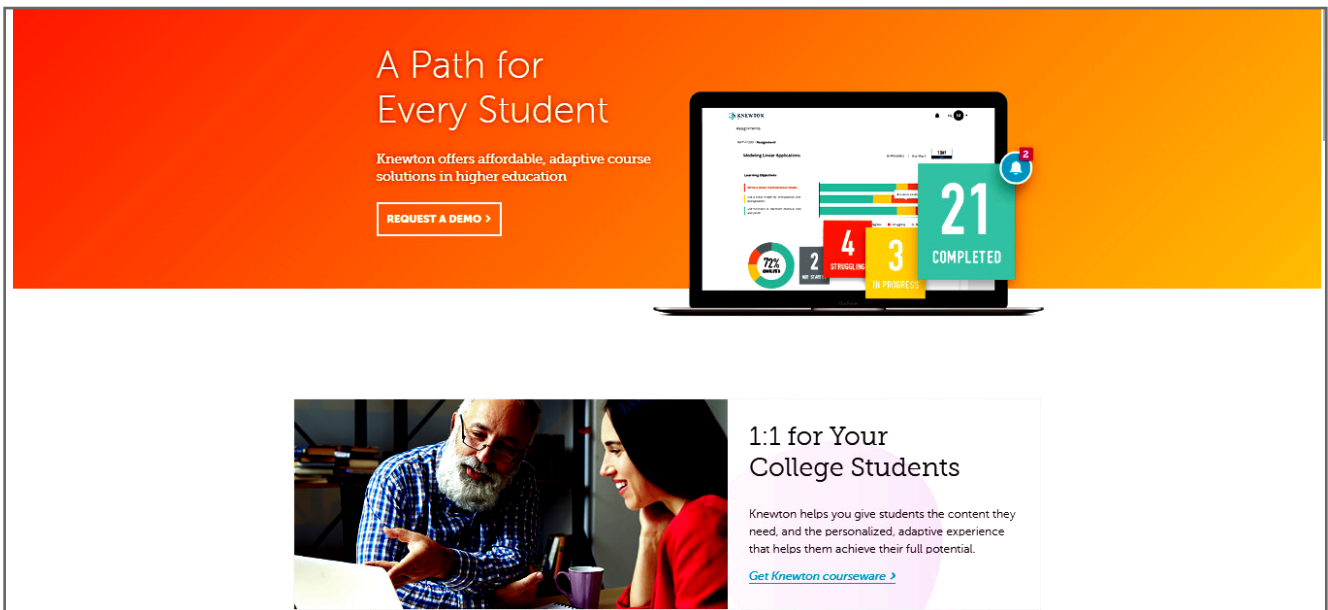 A Path for
Every Student
Knewton offers affordable, adaptive course
solutions in higher education
REQUEST A DEMO >
KNEWTON
Assignments
Modeling Linear Applications
Learning Objectives
21
COMPLETED
2
4
STRUGGLING
3
IN PROGRESS
72%
2
1:1 for Your
College Students
Knewton helps you give students the content they
need, and the personalized, adaptive experience
that helps them achieve their full potential.
Get Knewton courseware >